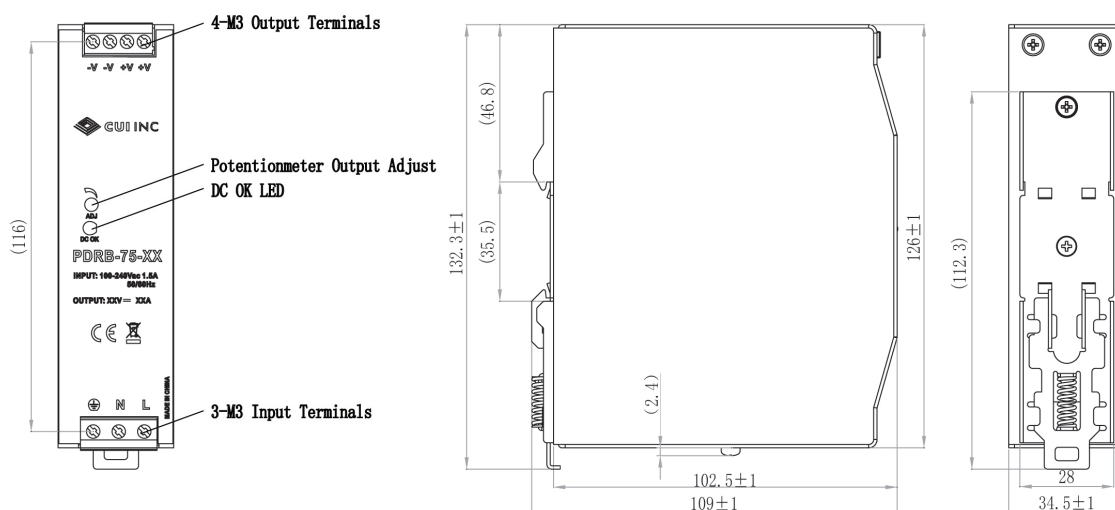 4-M3 Output Terminals
-V -V +V +V
CUI INC
Potentionmeter Output Adjust
DC OK LED
ADJ
DC OK
PDRB-75-XX
INPUT: 100-240Vac 1.5A
50/60Hz
OUTPUT: XXV⎓ XXA
CE
MADE IN CHINA
N L
3-M3 Input Terminals
(116)
132.3±1
(46.8)
(35.5)
(2.4)
126±1
102.5±1
109±1
(112.3)
28
34.5±1